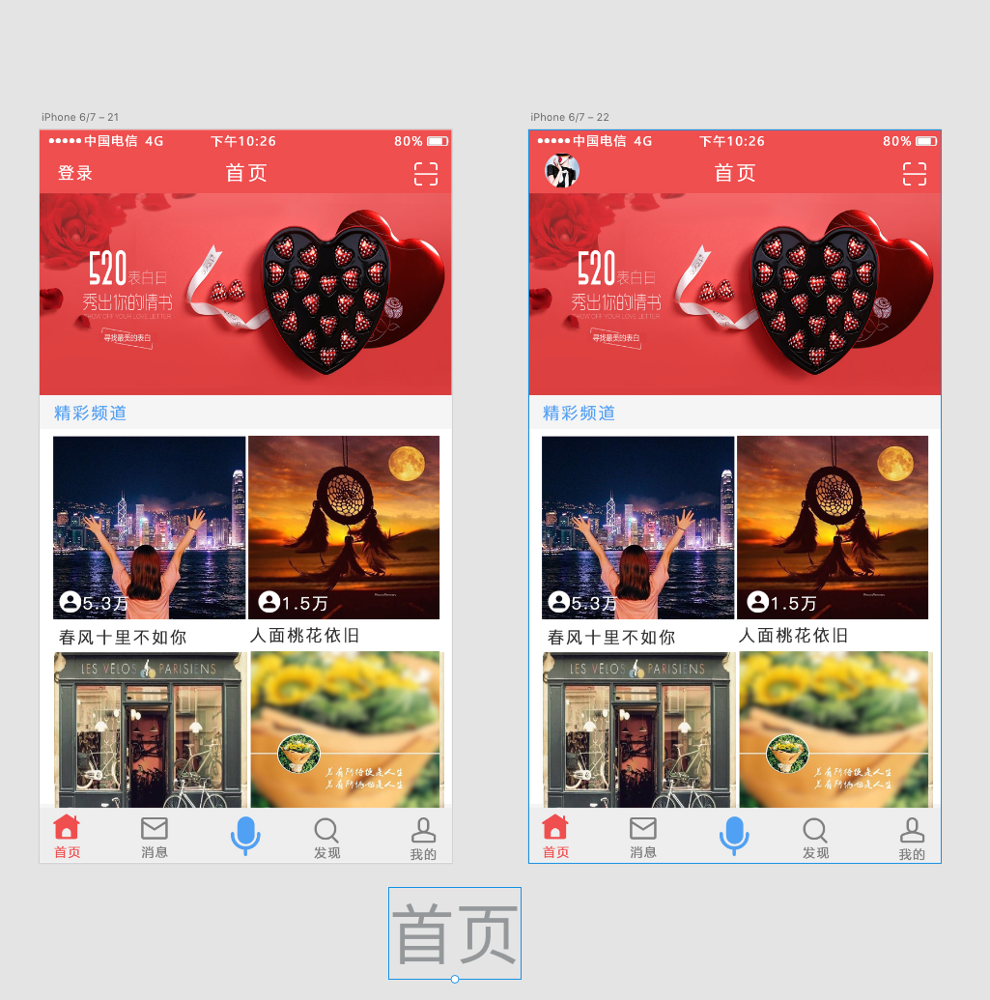 iPhone 6/7 – 21
中国电信 4G 下午10:26 80%
登录 首页
520表白日
秀出你的情书
SHOW OFF YOUR LOVE LETTER
寻找最美的表白
精彩频道
5.3万
1.5万
春风十里不如你
人面桃花依旧
LES VÉLOS PARISIENS
若有所悟便是人生
首页
消息
发现
我的
iPhone 6/7 – 22
中国电信 4G 下午10:26 80%
首页
520表白日
秀出你的情书
SHOW OFF YOUR LOVE LETTER
寻找最美的表白
精彩频道
5.3万
1.5万
春风十里不如你
人面桃花依旧
LES VÉLOS PARISIENS
首页
消息
发现
我的
首页